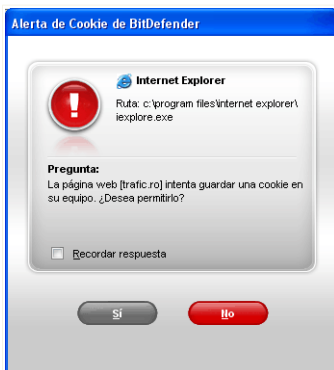 Alerta de Cookie de BitDefender
Internet Explorer
Ruta: c:\program files\internet explorer\
iexplore.exe
Pregunta:
La página web [trafic.ro] intenta guardar una cookie en
su equipo. ¿Desea permitirlo?
Recordar respuesta
Sí
No